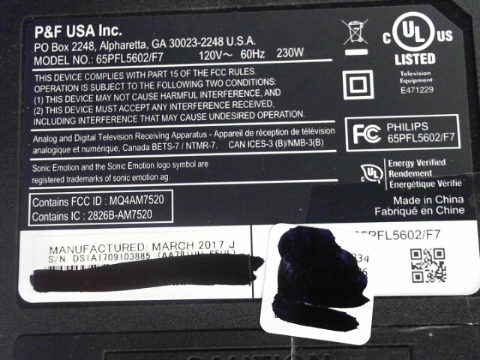 P&F USA Inc.
PO Box 2248, Alpharetta, GA 30023-2248 U.S.A.
MODEL NO.: 65PFL5602/F7 120V~ 60Hz 230W
THIS DEVICE COMPLIES WITH PART 15 OF THE FCC RULES.
OPERATION IS SUBJECT TO THE FOLLOWING TWO CONDITIONS:
(1) THIS DEVICE MAY NOT CAUSE HARMFUL INTERFERENCE, AND
(2) THIS DEVICE MUST ACCEPT ANY INTERFERENCE RECEIVED,
INCLUDING INTERFERENCE THAT MAY CAUSE UNDESIRED OPERATION.
Analog and Digital Television Receiving Apparatus - Appareil de réception de télévision
analogique et numérique, Canada BETS-7 / NTMR-7. CAN ICES-3 (B)/NMB-3(B)
Sonic Emotion and Sonic Emotion logo symbol are
registered trademarks of sonic emotion ag.
Contains FCC ID : MQ4AM7520
Contains IC : 2826B-AM7520
C UL US
LISTED
Television
Equipment
E471229
FC PHILIPS
65PFL5602/F7
UL
Energy Verified
Rendement
Énergétique Vérifié
Made in China
Fabriqué en Chine
MANUFACTURED: MARCH 2017 J
S/N DS1A1709103885
65PFL5602/F7
334